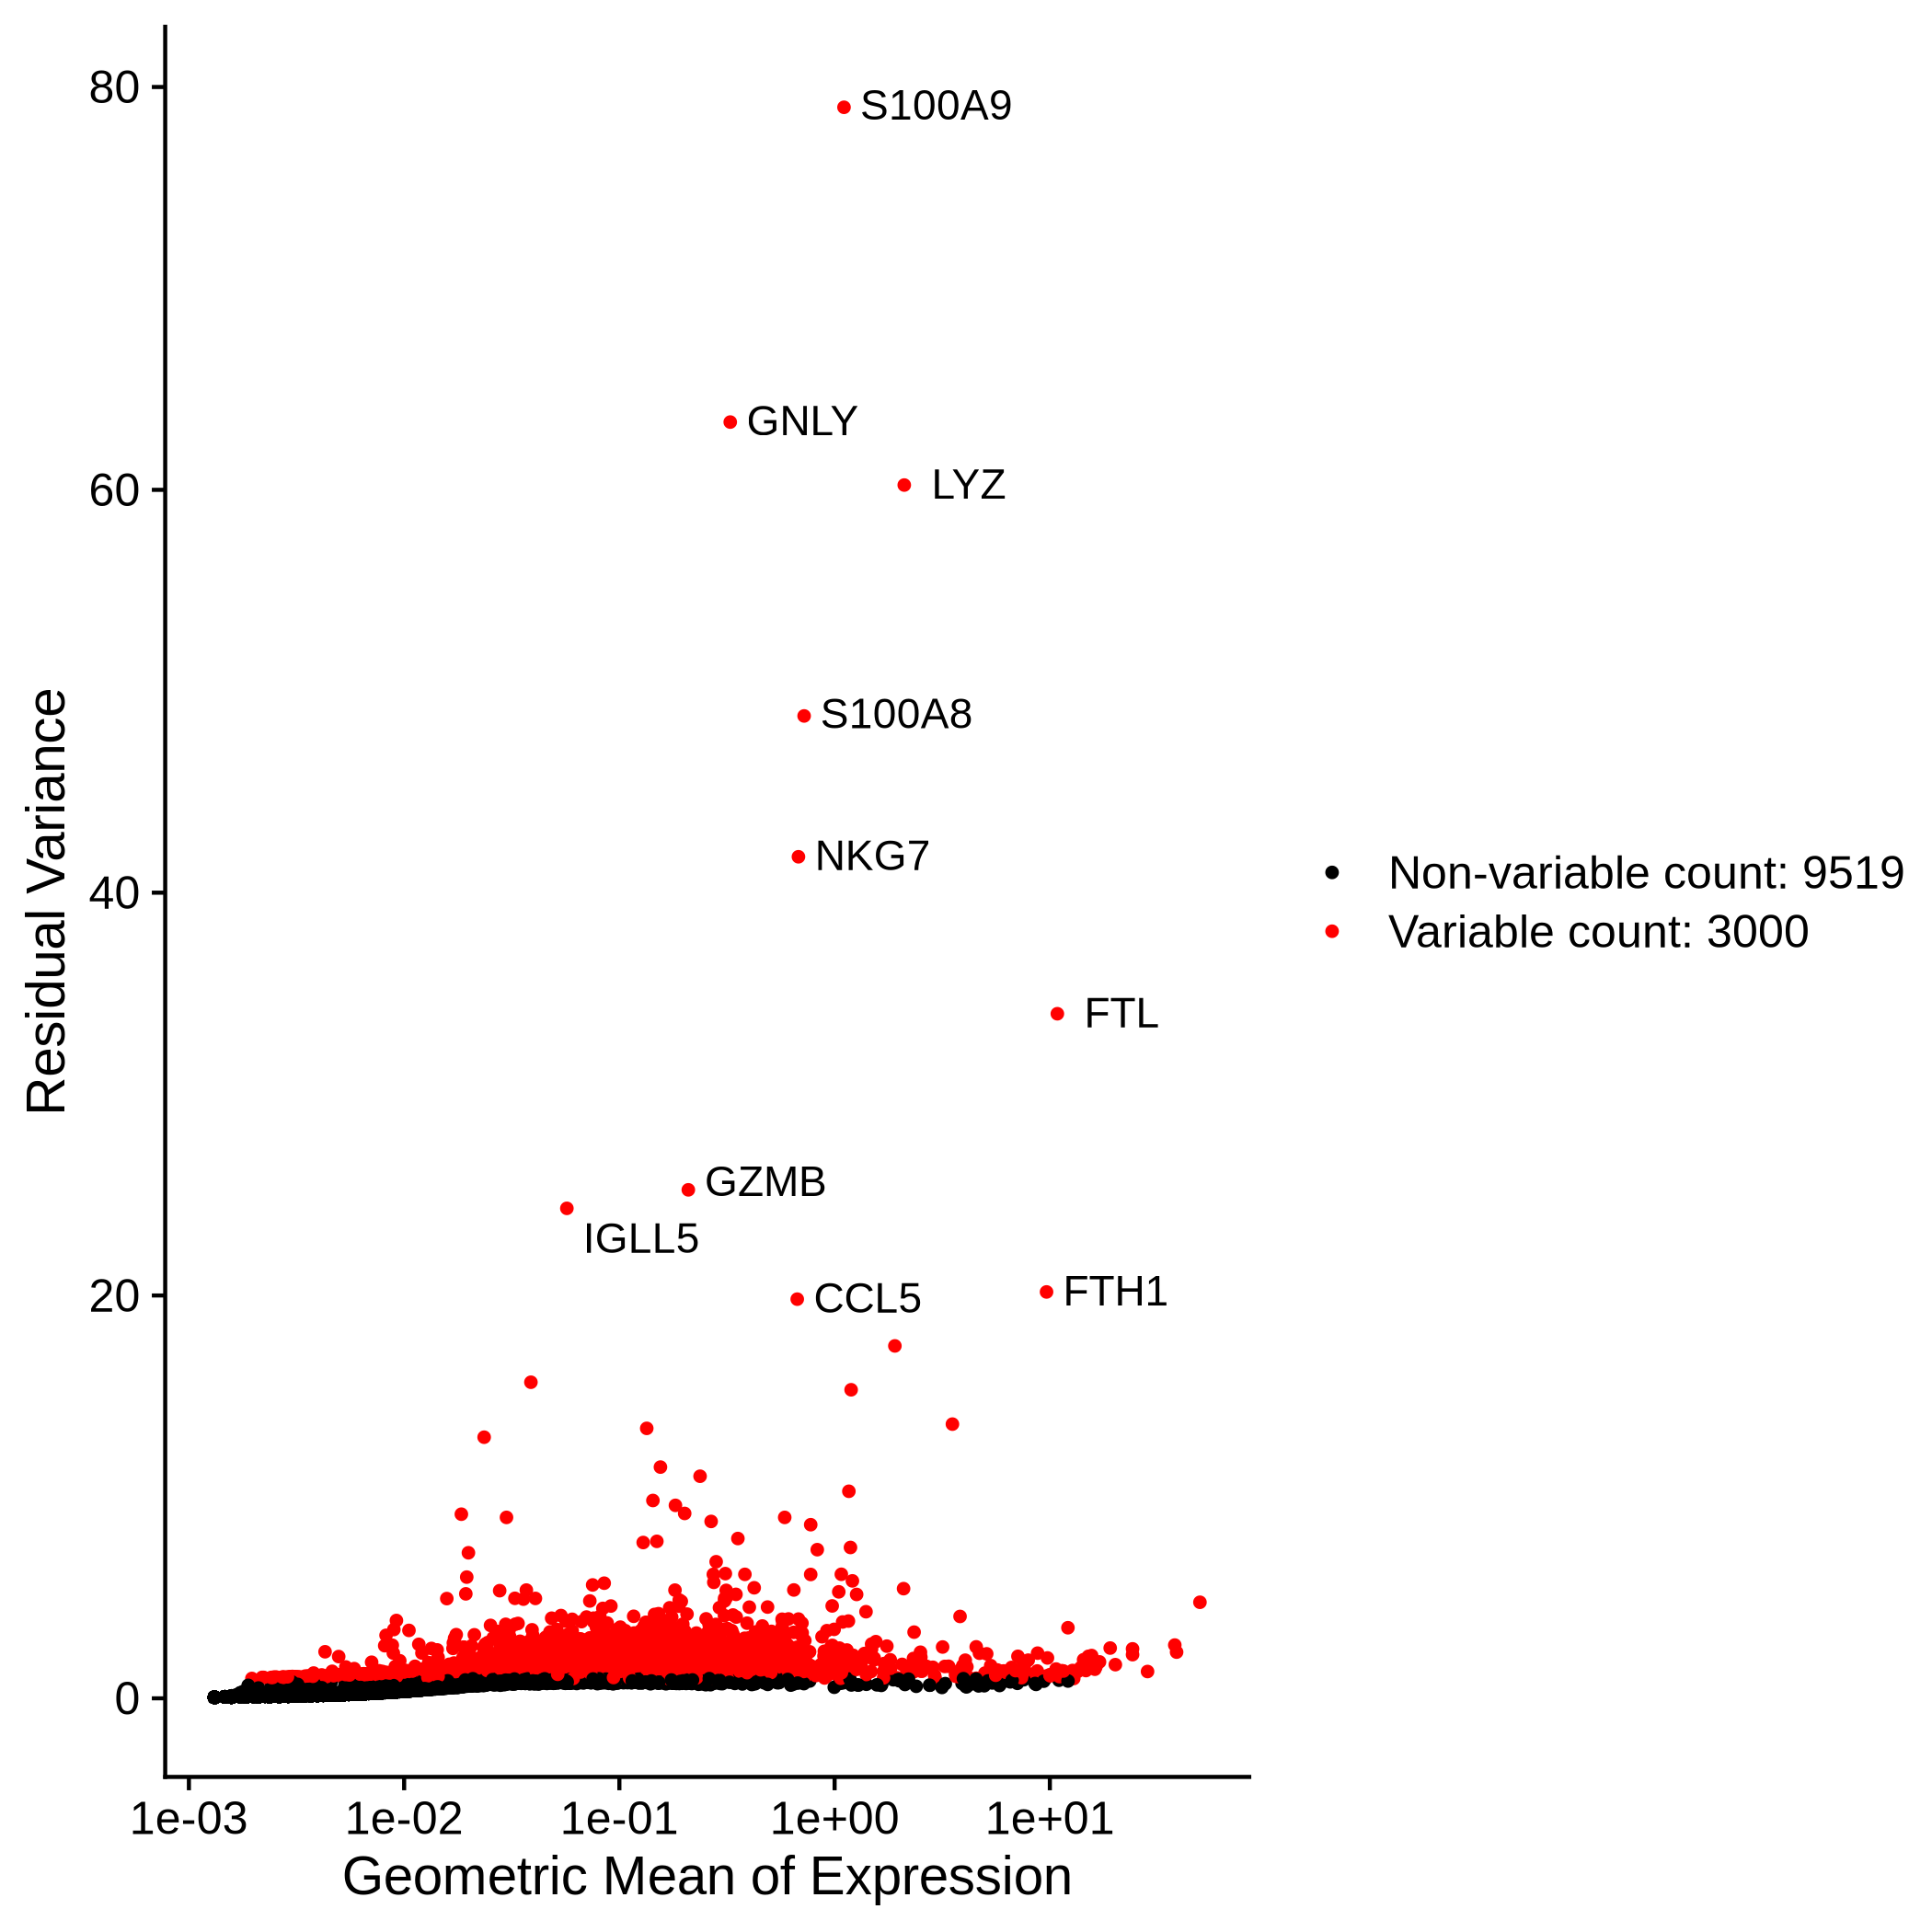 80
S100A9
GNLY
60
LYZ
S100A8
NKG7
40
Residual Variance
Non-variable count: 9519
Variable count: 3000
FTL
GZMB
IGLL5
20
CCL5
FTH1
0
1e-03 1e-02 1e-01 1e+00 1e+01
Geometric Mean of Expression